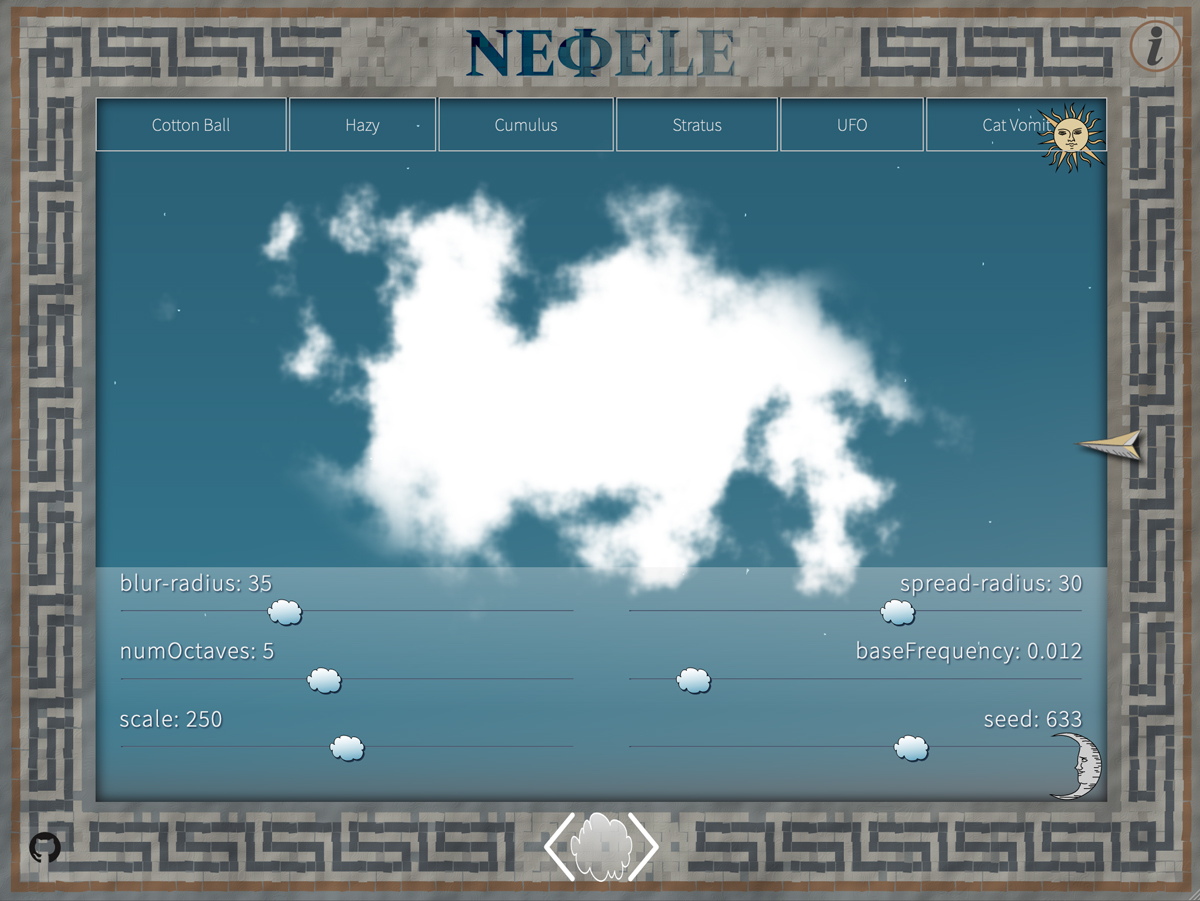 NEΦELE
i
Cotton Ball Hazy Cumulus Stratus UFO Cat Vomit
blur-radius: 35 spread-radius: 30
numOctaves: 5 baseFrequency: 0.012
scale: 250 seed: 633